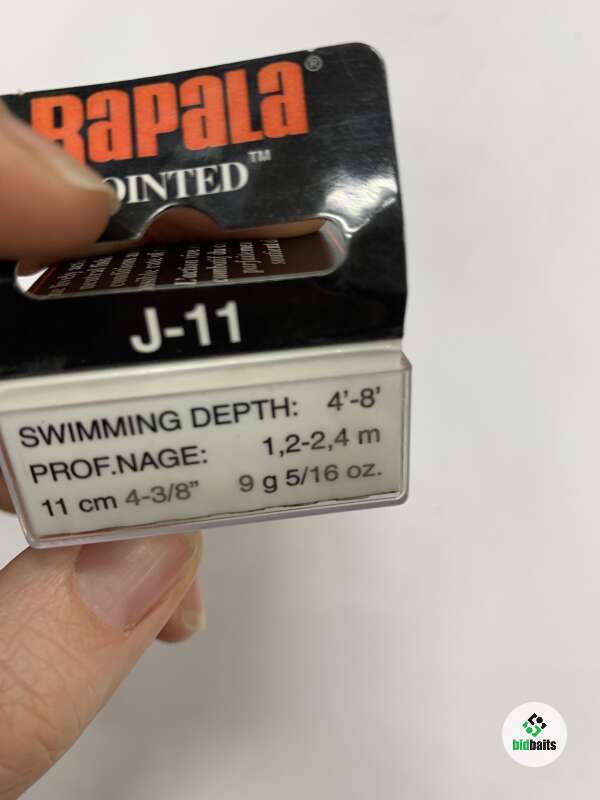 RAPALA®
OINTED™
J-11
SWIMMING DEPTH: 4'-8'
PROF.NAGE: 1,2-2,4 m
11 cm 4-3/8" 9 g 5/16 oz.
bidbaits